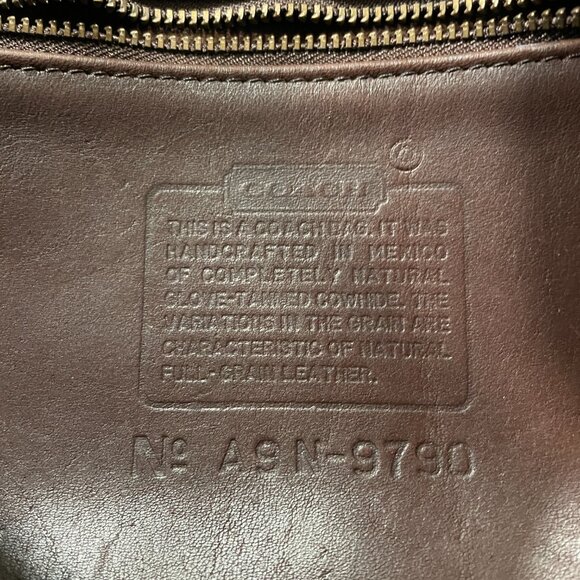 COACH ®
THIS IS A COACH BAG. IT WAS
HANDCRAFTED IN MEXICO
OF COMPLETELY NATURAL
GLOVE-TANNED COWHIDE. THE
VARIATIONS IN THE GRAIN ARE
CHARACTERISTIC OF NATURAL
FULL-GRAIN LEATHER.
Nº A9N-9790